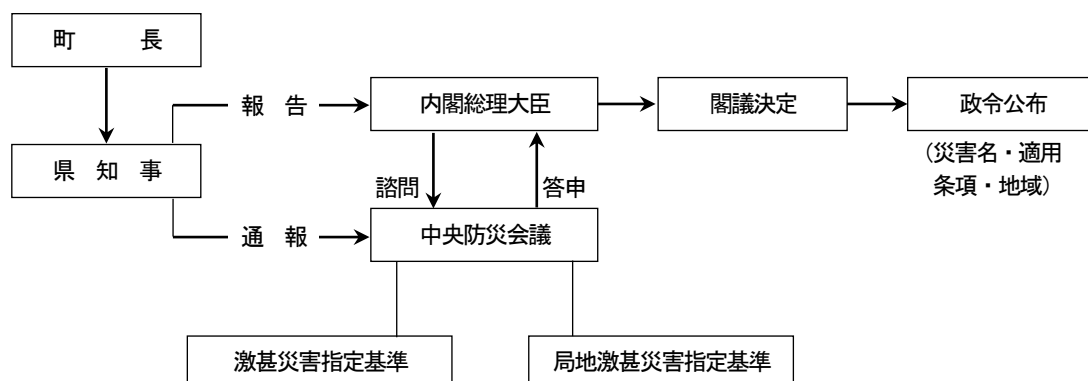 町　長
報　告
内閣総理大臣
閣議決定
政令公布
県　知　事
（災害名・適用
条項・地域）
諮問
答申
通　報
中央防災会議
激甚災害指定基準
局地激甚災害指定基準